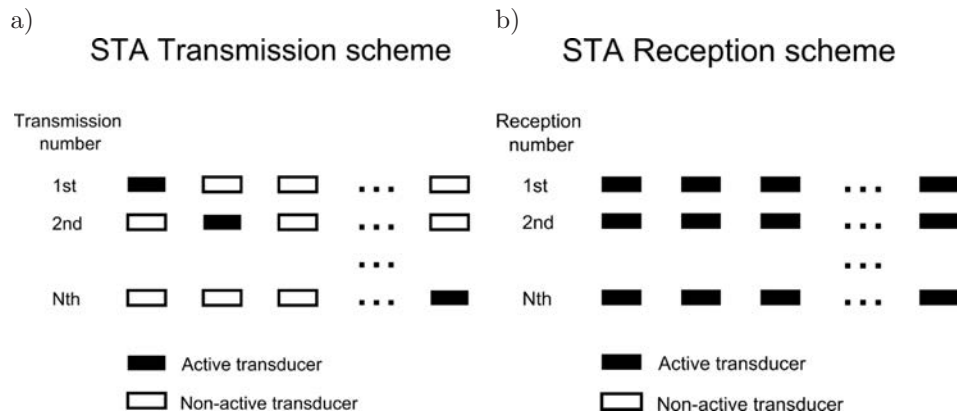 a)
STA Transmission scheme
Transmission
number
1st
. . .
2nd
. . .
. . .
Nth
. . .
Active transducer
Non-active transducer
b)
STA Reception scheme
Reception
number
1st
. . .
2nd
. . .
. . .
Nth
. . .
Active transducer
Non-active transducer